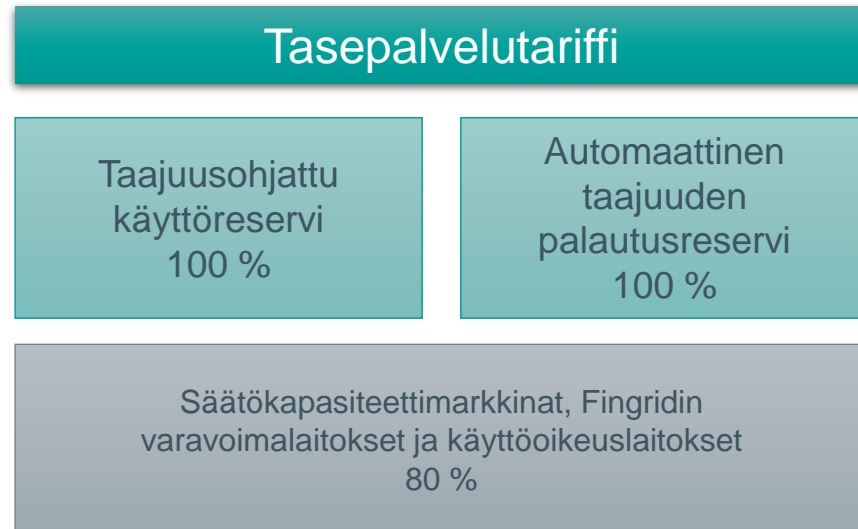 Tasepalvelutariffi
Taajuusohjattu
käyttöreservi
100 %
Automaattinen
taajuuden
palautusreservi
100 %
Säätökapasiteettimarkkinat, Fingridin
varavoimalaitokset ja käyttöoikeuslaitokset
80 %